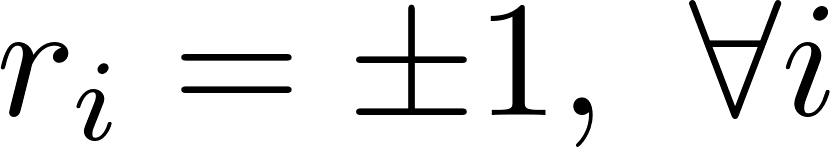 r_i = ±1, ∀i